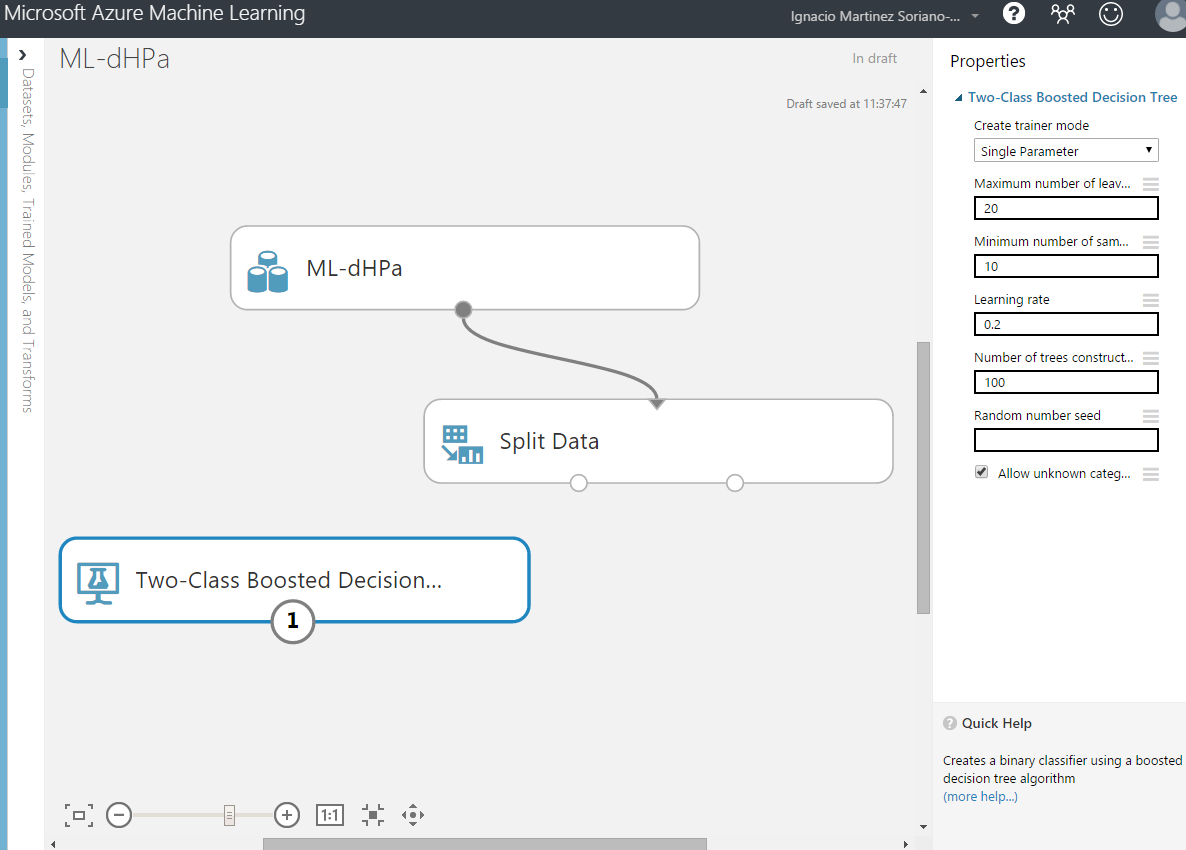 Microsoft Azure Machine Learning
Ignacio Martinez Soriano-...
?
Datasets, Modules, Trained Models, and Transforms
ML-dHPa
In draft
Draft saved at 11:37:47
ML-dHPa
Split Data
Two-Class Boosted Decision...
1
1:1
Properties
Two-Class Boosted Decision Tree
Create trainer mode
Single Parameter
Maximum number of leav...
20
Minimum number of sam...
10
Learning rate
0.2
Number of trees construct...
100
Random number seed
Allow unknown categ...
? Quick Help
Creates a binary classifier using a boosted
decision tree algorithm
(more help...)